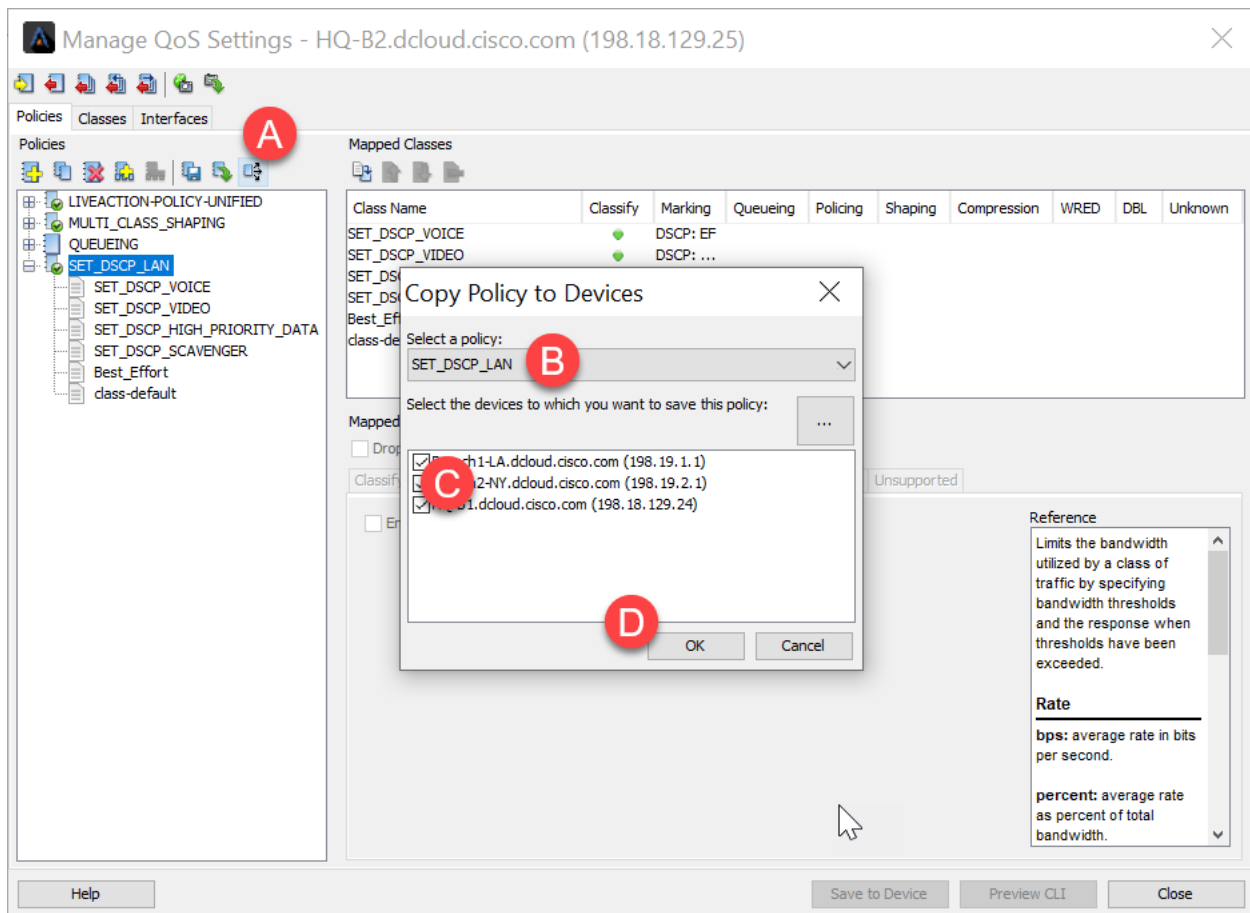 Manage QoS Settings - HQ-B2.dcloud.cisco.com (198.18.129.25)
Policies Classes Interfaces
A
Policies
LIVEACTION-POLICY-UNIFIED
MULTI_CLASS_SHAPING
QUEUEING
SET_DSCP_LAN
SET_DSCP_VOICE
SET_DSCP_VIDEO
SET_DSCP_HIGH_PRIORITY_DATA
SET_DSCP_SCAVENGER
Best_Effort
class-default
Mapped Classes
Class Name Classify Marking Queueing Policing Shaping Compression WRED DBL Unknown
SET_DSCP_VOICE DSCP: EF
SET_DSCP_VIDEO DSCP: ...
Copy Policy to Devices
Select a policy:
SET_DSCP_LAN
B
Select the devices to which you want to save this policy:
...
ch1-LA.dcloud.cisco.com (198.19.1.1)
2-NY.dcloud.cisco.com (198.19.2.1)
1.dcloud.cisco.com (198.18.129.24)
C
D
OK Cancel
Mapped
Unsupported
Reference
Limits the bandwidth
utilized by a class of
traffic by specifying
bandwidth thresholds
and the response when
thresholds have been
exceeded.
Rate
bps: average rate in bits
per second.
percent: average rate
as percent of total
bandwidth.
Help Save to Device Preview CLI Close